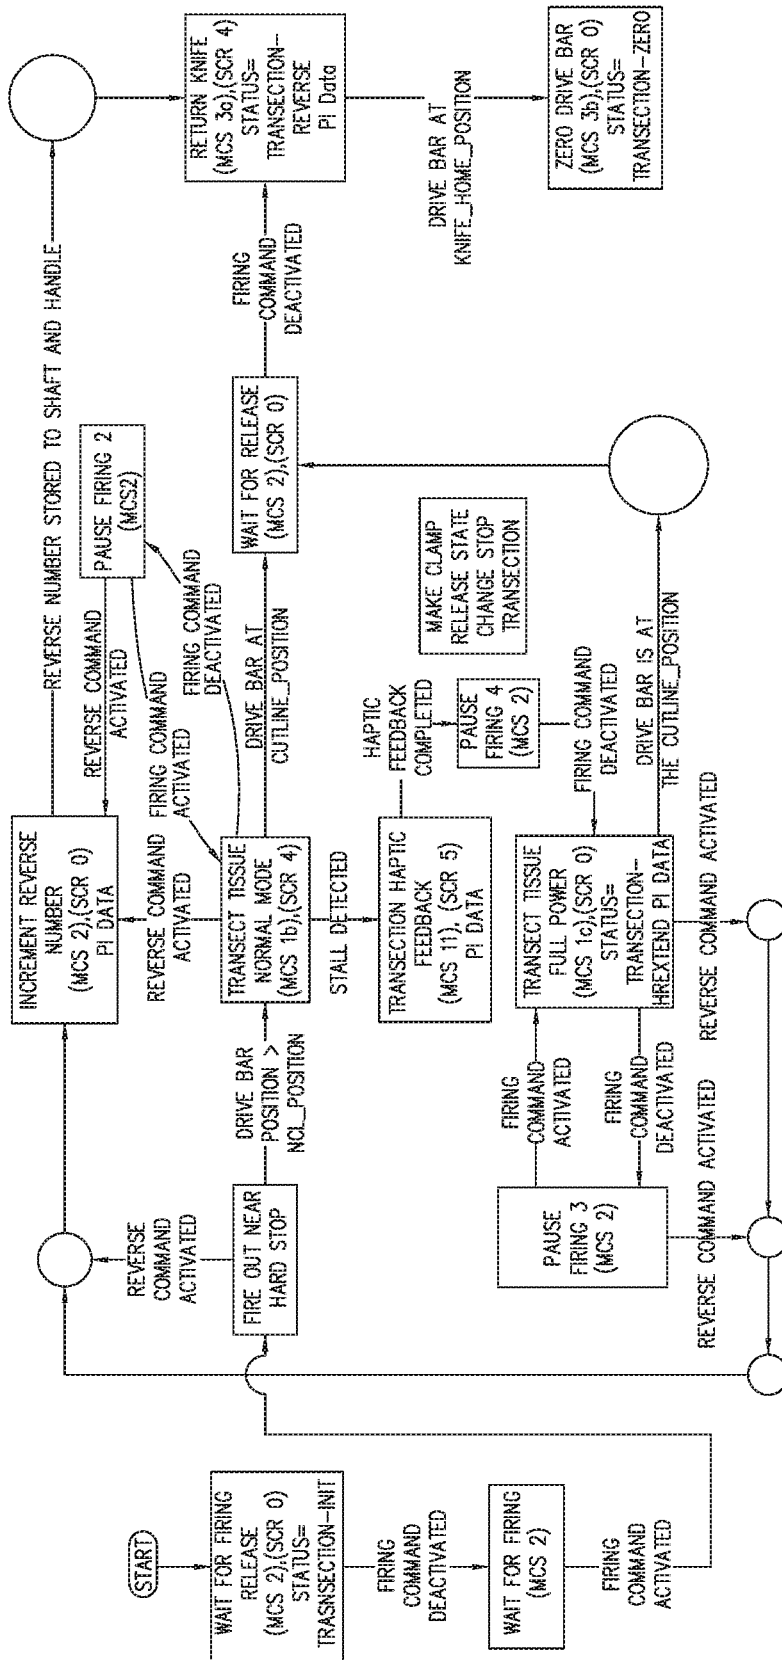 START
WAIT FOR FIRING
RELEASE
(MCS 2),(SCR 0)
STATUS=
TRASNSECTION-INIT
FIRING
COMMAND
DEACTIVATED
WAIT FOR FIRING
(MCS 2)
FIRING
COMMAND
ACTIVATED
FIRE OUT NEAR
HARD STOP
REVERSE
COMMAND
ACTIVATED
DRIVE BAR
POSITION >
NCL_POSITION
INCREMENT REVERSE
NUMBER
(MCS 2),(SCR 0)
PI DATA
REVERSE NUMBER STORED TO SHAFT AND HANDLE
REVERSE COMMAND
ACTIVATED
PAUSE FIRING 2
(MCS2)
FIRING COMMAND
ACTIVATED
FIRING COMMAND
DEACTIVATED
REVERSE COMMAND
ACTIVATED
TRANSECT TISSUE
NORMAL MODE
(MCS 1b),(SCR 4)
DRIVE BAR AT
CUTLINE_POSITION
WAIT FOR RELEASE
(MCS 2),(SCR 0)
FIRING
COMMAND
DEACTIVATED
RETURN KNIFE
(MCS 3a),(SCR 4)
STATUS=
TRANSECTION-
REVERSE
PI Data
DRIVE BAR AT
KNIFE_HOME_POSITION
ZERO DRIVE BAR
(MCS 3b),(SCR 0)
STATUS=
TRANSECTION-ZERO
STALL DETECTED
TRANSECTION HAPTIC
FEEDBACK
(MCS 11), (SCR 5)
PI DATA
HAPTIC
FEEDBACK
COMPLETED
PAUSE
FIRING 4
(MCS 2)
FIRING COMMAND
DEACTIVATED
MAKE CLAMP
RELEASE STATE
CHANGE STOP
TRANSECTION
PAUSE
FIRING 3
(MCS 2)
FIRING
COMMAND
ACTIVATED
FIRING
COMMAND
DEACTIVATED
TRANSECT TISSUE
FULL POWER
(MCS 1c),(SCR 0)
STATUS=
TRANSECTION-
HREXTEND PI DATA
DRIVE BAR IS AT
THE CUTLINE_POSITION
REVERSE COMMAND ACTIVATED
REVERSE COMMAND ACTIVATED